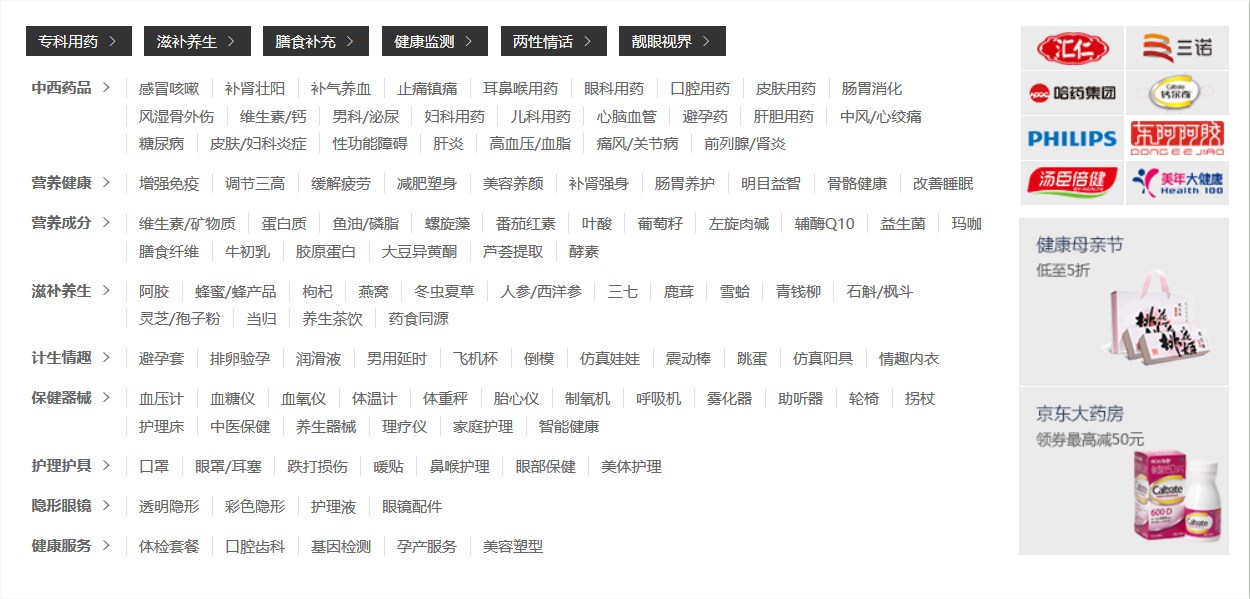 专科用药 滋补养生 膳食补充 健康监测 两性情话 靓眼视界
中西药品 感冒咳嗽 补肾壮阳 补气养血 止痛镇痛 耳鼻喉用药 眼科用药 口腔用药 皮肤用药 肠胃消化
风湿骨外伤 维生素/钙 男科/泌尿 妇科用药 儿科用药 心脑血管 避孕药 肝胆用药 中风/心绞痛
糖尿病 皮肤/妇科炎症 性功能障碍 肝炎 高血压/血脂 痛风/关节病 前列腺/肾炎
营养健康 增强免疫 调节三高 缓解疲劳 减肥塑身 美容养颜 补肾强身 肠胃养护 明目益智 骨骼健康 改善睡眠
营养成分 维生素/矿物质 蛋白质 鱼油/磷脂 螺旋藻 番茄红素 叶酸 葡萄籽 左旋肉碱 辅酶Q10 益生菌 玛咖
膳食纤维 牛初乳 胶原蛋白 大豆异黄酮 芦荟提取 酵素
滋补养生 阿胶 蜂蜜/蜂产品 枸杞 燕窝 冬虫夏草 人参/西洋参 三七 鹿茸 雪蛤 青钱柳 石斛/枫斗
灵芝/孢子粉 当归 养生茶饮 药食同源
计生情趣 避孕套 排卵验孕 润滑液 男用延时 飞机杯 倒模 仿真娃娃 震动棒 跳蛋 仿真阳具 情趣内衣
保健器械 血压计 血糖仪 血氧仪 体温计 体重秤 胎心仪 制氧机 呼吸机 雾化器 助听器 轮椅 拐杖
护理床 中医保健 养生器械 理疗仪 家庭护理 智能健康
护理护具 口罩 眼罩/耳塞 跌打损伤 暖贴 鼻喉护理 眼部保健 美体护理
隐形眼镜 透明隐形 彩色隐形 护理液 眼镜配件
健康服务 体检套餐 口腔齿科 基因检测 孕产服务 美容塑型
汇仁 三诺
哈药集团 Caltrate 钙尔奇
PHILIPS 东阿阿胶
DONG E E JIAO
汤臣倍健 美年大健康
BY-HEALTH Health 100
健康母亲节
低至5折
桃花姬
桃花姬
京东大药房
领券最高减50元
Caltrate
600+D
Caltrate